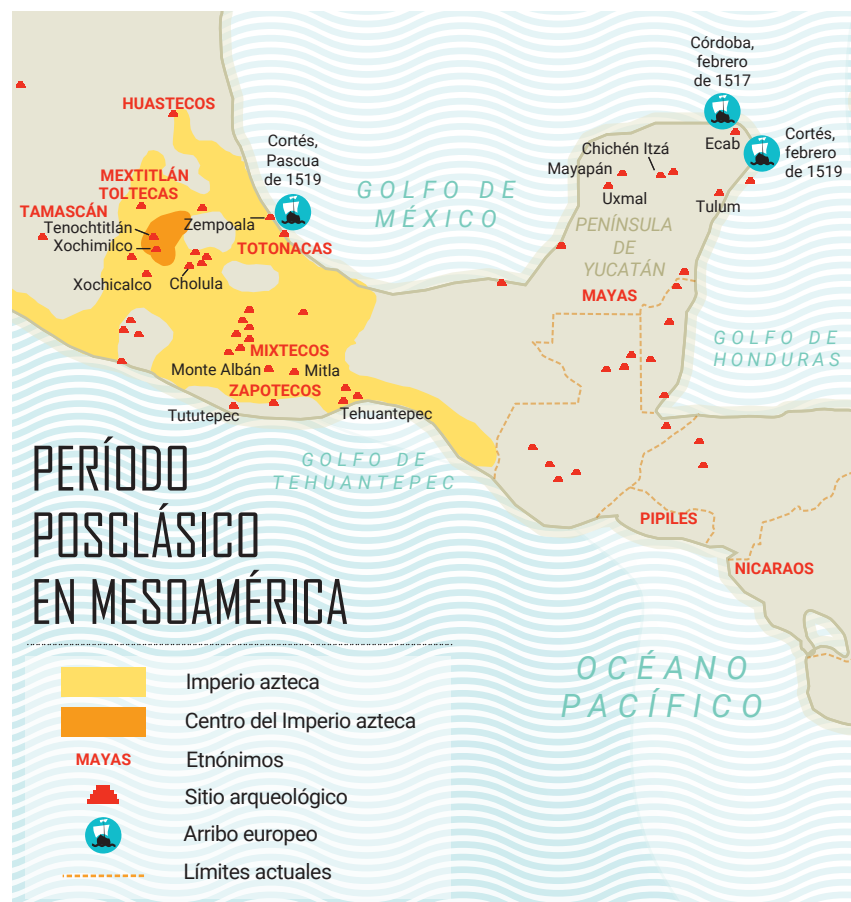 Córdoba,
febrero
de 1517
HUASTECOS
Cortés,
Pascua
de 1519
Ecab
Cortés,
febrero
de 1519
Chichén Itzá
Mayapán
MEXTITLÁN
TOLTECAS
GOLFO DE
MÉXICO
Uxmal
Tulum
TAMASCÁN
Zempoala
Tenochtitlán
Xochimilco
TOTONACAS
PENÍNSULA
DE
YUCATÁN
Xochicalco
Cholula
MAYAS
GOLFO DE
HONDURAS
MIXTECOS
Monte Albán
Mitla
ZAPOTECOS
Tututepec
Tehuantepec
GOLFO DE
TEHUANTEPEC
PERÍODO
POSCLÁSICO
EN MESOAMÉRICA
PIPILES
NICARAOS
OCÉANO
PACÍFICO
Imperio azteca
Centro del Imperio azteca
MAYAS
Etnónimos
Sitio arqueológico
Arribo europeo
Límites actuales